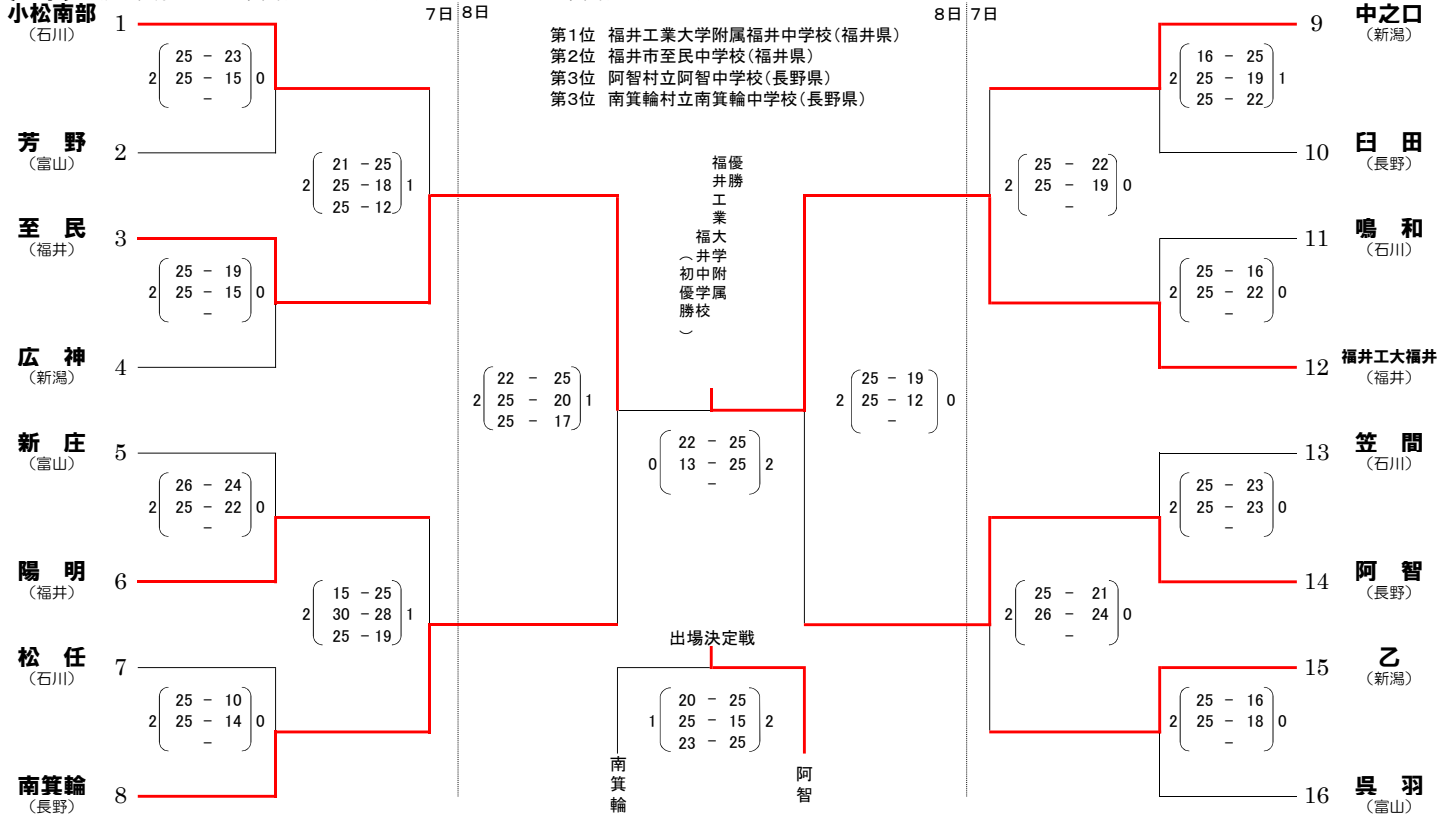 7日 8日
8日 7日
第1位 福井工業大学附属福井中学校(福井県)
第2位 福井市至民中学校(福井県)
第3位 阿智村立阿智中学校(長野県)
第3位 南箕輪村立南箕輪中学校(長野県)
小松南部 1
(石川)
2 25 - 23 0
25 - 15
-
芳野 2
(富山)
2 21 - 25 1
25 - 18
25 - 12
至民 3
(福井)
2 25 - 19 0
25 - 15
-
広神 4
(新潟)
2 22 - 25 1
25 - 20
25 - 17
新庄 5
(富山)
2 26 - 24 0
25 - 22
-
陽明 6
(福井)
2 15 - 25 1
30 - 28
25 - 19
松任 7
(石川)
2 25 - 10 0
25 - 14
-
南箕輪 8
(長野)
優勝
福井工業大学附属
福井中学校
(初優勝)
0 22 - 25 2
13 - 25
-
出場決定戦
1 20 - 25 2
25 - 15
23 - 25
南箕輪
阿智
9 中之口
(新潟)
2 16 - 25 1
25 - 19
25 - 22
10 臼田
(長野)
2 25 - 22 0
25 - 19
-
11 鳴和
(石川)
2 25 - 16 0
25 - 22
-
12 福井工大福井
(福井)
2 25 - 19 0
25 - 12
-
13 笠間
(石川)
2 25 - 23 0
25 - 23
-
14 阿智
(長野)
2 25 - 21 0
26 - 24
-
15 乙
(新潟)
2 25 - 16 0
25 - 18
-
16 呉羽
(富山)